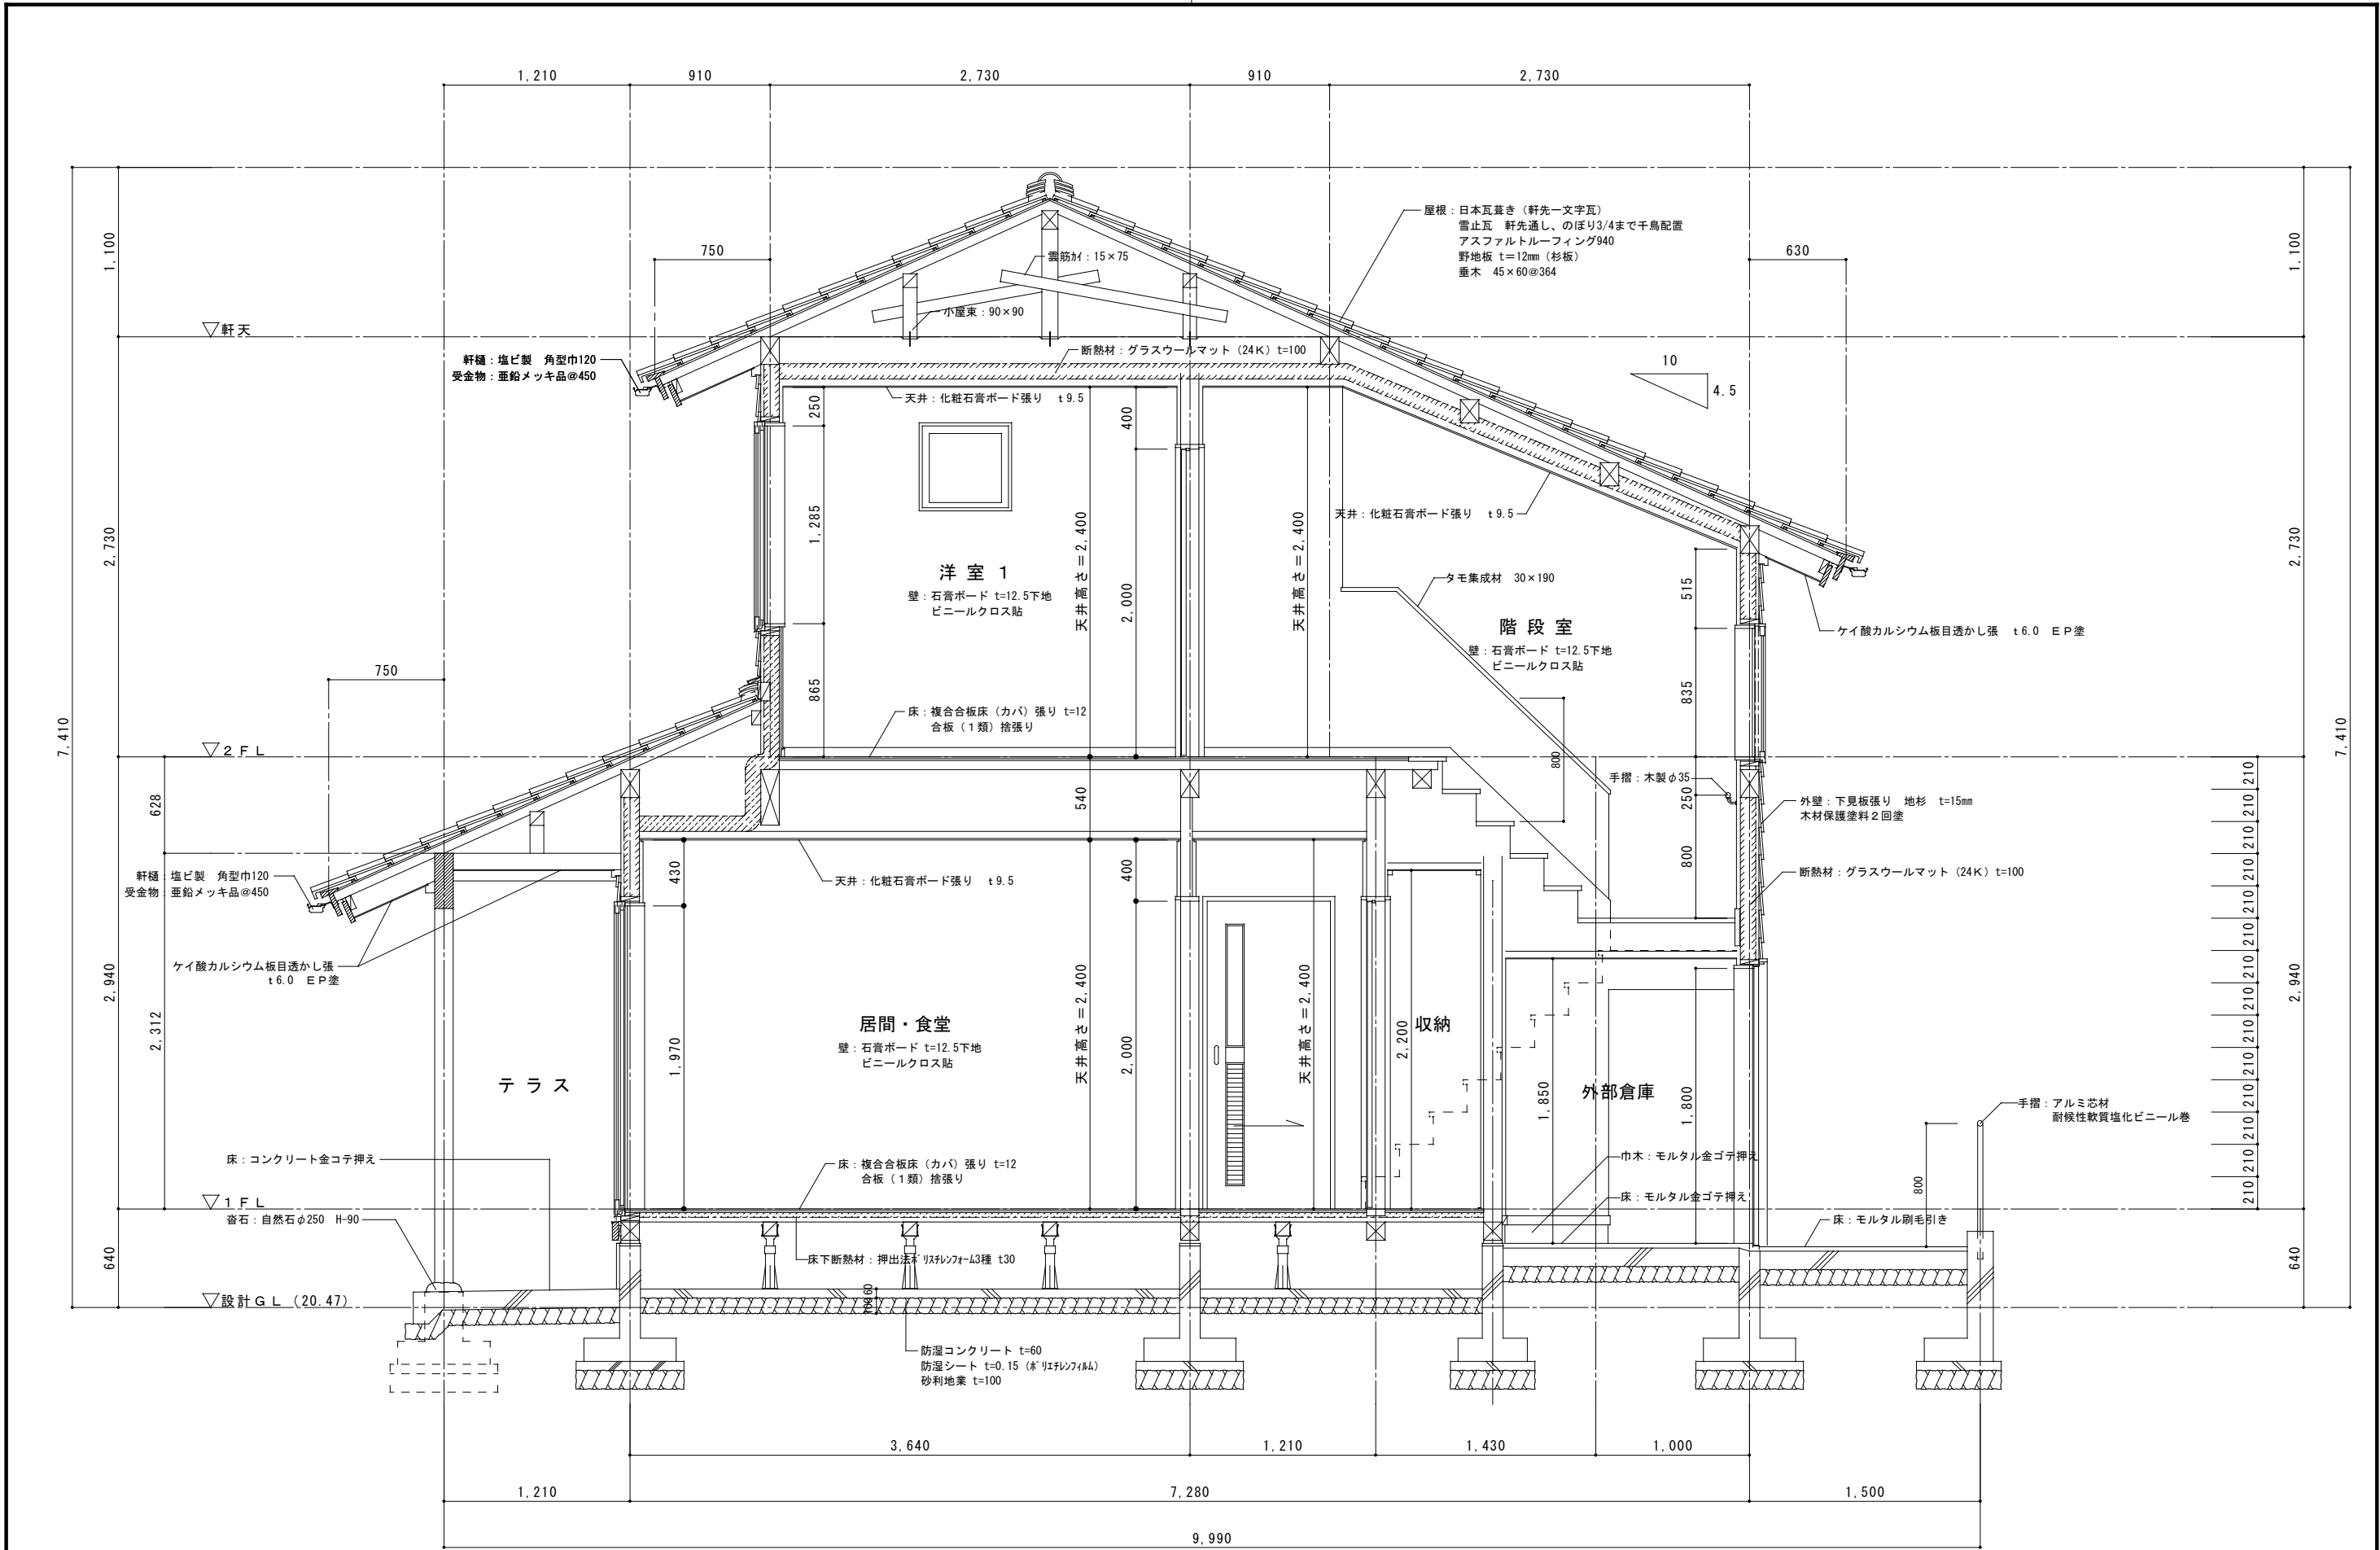 1,210
910
2,730
910
2,730
屋根：日本瓦葺き（軒先一文字瓦）
雪止瓦　軒先通し、のぼり3/4まで千鳥配置
アスファルトルーフィング940
野地板 t=12mm（杉板）
垂木　45×60@364
750
雲筋カイ：15×75
630
1,100
1,100
小屋束：90×90
▽軒天
断熱材：グラスウールマット（24K）t=100
軒樋：塩ビ製　角型巾120
受金物：亜鉛メッキ品@450
10
4.5
天井：化粧石膏ボード張り　t9.5
250
400
1,285
天井高さ＝2,400
2,000
天井高さ＝2,400
天井：化粧石膏ボード張り　t9.5
2,730
2,730
洋室 1
壁：石膏ボード t=12.5下地
ビニールクロス貼
タモ集成材　30×190
515
階段室
壁：石膏ボード t=12.5下地
ビニールクロス貼
ケイ酸カルシウム板目透かし張　t6.0　EP塗
750
865
835
床：複合合板床（カバ）張り t=12
合板（1類）捨張り
7,410
7,410
▽2FL
800
手摺：木製φ35
250
628
540
外壁：下見板張り　地杉　t=15mm
木材保護塗料2回塗
210
210
210
210
210
210
210
210
210
210
210
210
210
210
軒樋：塩ビ製　角型巾120
受金物：亜鉛メッキ品@450
430
400
800
天井：化粧石膏ボード張り　t9.5
断熱材：グラスウールマット（24K）t=100
ケイ酸カルシウム板目透かし張
t6.0　EP塗
2,940
2,940
2,312
天井高さ＝2,400
天井高さ＝2,400
居間・食堂
壁：石膏ボード t=12.5下地
ビニールクロス貼
1,970
2,000
2,200
収納
テラス
1,850
外部倉庫
1,800
手摺：アルミ芯材
耐候性軟質塩化ビニール巻
床：コンクリート金コテ押え
床：複合合板床（カバ）張り t=12
合板（1類）捨張り
巾木：モルタル金ゴテ押え
800
▽1FL
沓石：自然石φ250　H-90
床：モルタル金ゴテ押え
床：モルタル刷毛引き
640
640
床下断熱材：押出法ﾎﾟﾘｽﾁﾚﾝﾌｫｰﾑ3種 t30
▽設計GL（20.47）
60
100
防湿コンクリート t=60
防湿シート t=0.15（ﾎﾟﾘｴﾁﾚﾝﾌｨﾙﾑ）
砂利地業 t=100
3,640
1,210
1,430
1,000
1,210
7,280
1,500
9,990